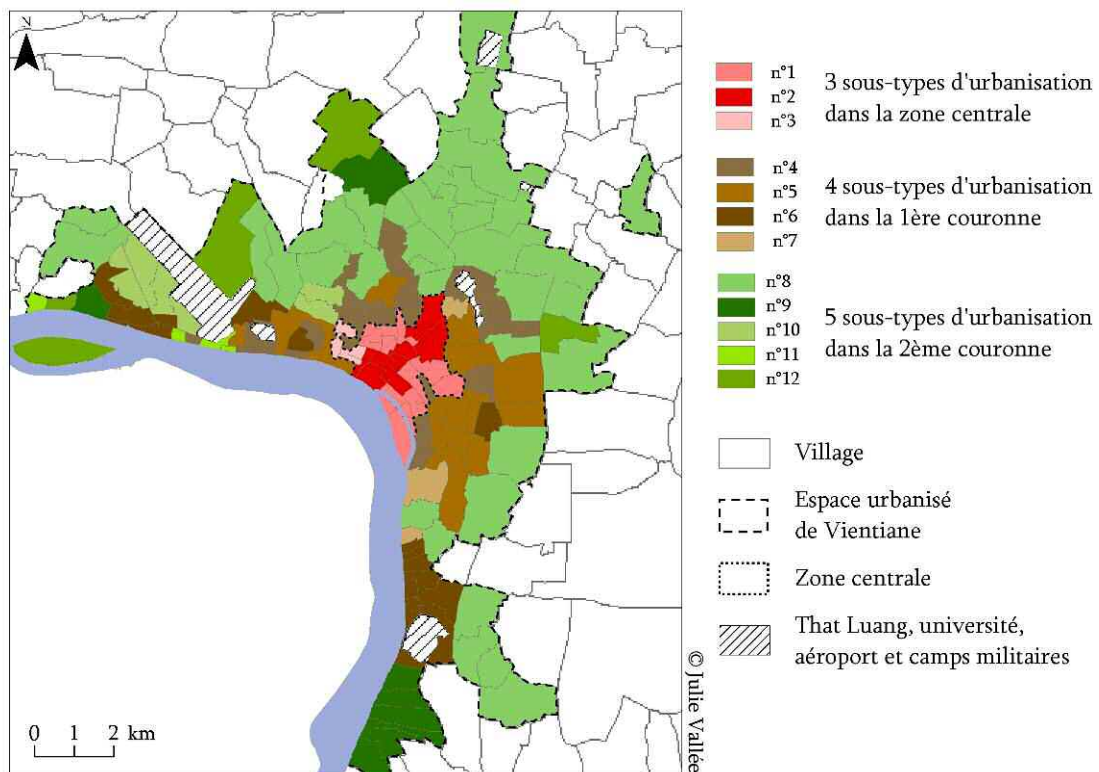 N
n°1
n°2
n°3
3 sous-types d'urbanisation
dans la zone centrale
n°4
n°5
n°6
n°7
4 sous-types d'urbanisation
dans la 1ère couronne
n°8
n°9
n°10
n°11
n°12
5 sous-types d'urbanisation
dans la 2ème couronne
Village
Espace urbanisé
de Vientiane
Zone centrale
That Luang, université,
aéroport et camps militaires
© Julie Vallée
0 1 2 km